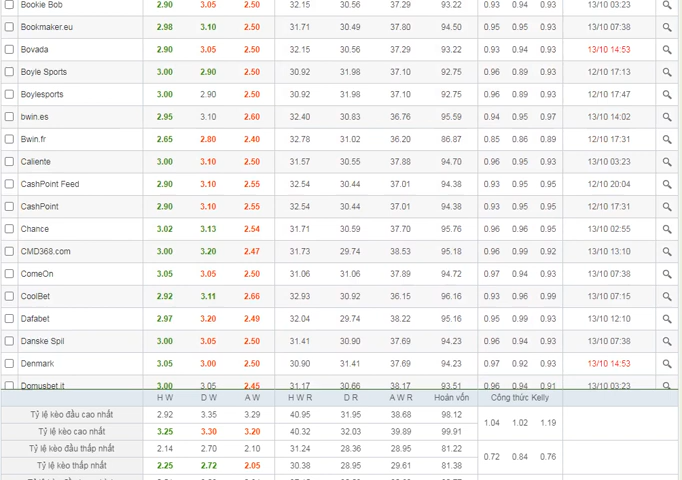 Bookie Bob 2.90 3.05 2.50 32.15 30.56 37.29 93.22 0.93 0.94 0.93 13/10 03:23
Bookmaker.eu 2.98 3.10 2.50 31.71 30.49 37.80 94.50 0.95 0.95 0.93 13/10 07:38
Bovada 2.90 3.05 2.50 32.15 30.56 37.29 93.22 0.93 0.94 0.93 13/10 14:53
Boyle Sports 3.00 2.90 2.50 30.92 31.98 37.10 92.75 0.96 0.89 0.93 12/10 17:13
Boylesports 3.00 2.90 2.50 30.92 31.98 37.10 92.75 0.96 0.89 0.93 12/10 17:47
bwin.es 2.95 3.10 2.60 32.40 30.83 36.76 95.59 0.94 0.95 0.97 13/10 14:02
Bwin.fr 2.65 2.80 2.40 32.78 31.02 36.20 86.87 0.85 0.86 0.89 12/10 17:31
Caliente 3.00 3.10 2.50 31.57 30.55 37.88 94.70 0.96 0.95 0.93 13/10 03:23
CashPoint Feed 2.90 3.10 2.55 32.54 30.44 37.01 94.38 0.93 0.95 0.95 12/10 20:04
CashPoint 2.90 3.10 2.55 32.54 30.44 37.01 94.38 0.93 0.95 0.95 12/10 17:31
Chance 3.02 3.13 2.54 31.71 30.59 37.70 95.76 0.96 0.96 0.95 13/10 02:55
CMD368.com 3.00 3.20 2.47 31.73 29.74 38.53 95.18 0.96 0.99 0.92 13/10 13:10
ComeOn 3.05 3.05 2.50 31.06 31.06 37.89 94.72 0.97 0.94 0.93 13/10 07:38
CoolBet 2.92 3.11 2.66 32.93 30.92 36.15 96.16 0.93 0.96 0.99 13/10 07:15
Dafabet 2.97 3.20 2.49 32.04 29.74 38.22 95.16 0.95 0.99 0.93 13/10 12:10
Danske Spil 3.00 3.05 2.50 31.41 30.90 37.69 94.23 0.96 0.94 0.93 13/10 07:38
Denmark 3.05 3.00 2.50 30.90 31.41 37.69 94.23 0.97 0.92 0.93 13/10 14:53
Domusbet.it 3.00 3.05 2.45 31.17 30.66 38.17 93.51 0.96 0.94 0.91 13/10 03:23
H W D W A W H W R D R A W R Hoàn vốn Công thức Kelly
Tỷ lệ kèo đầu cao nhất 2.92 3.35 3.29 40.95 31.95 38.68 98.12
1.04 1.02 1.19
Tỷ lệ kèo cao nhất 3.25 3.30 3.20 40.32 32.03 39.89 99.91
Tỷ lệ kèo đầu thấp nhất 2.14 2.70 2.10 31.24 28.36 28.95 81.22
0.72 0.84 0.76
Tỷ lệ kèo thấp nhất 2.25 2.72 2.05 30.38 28.95 29.61 81.38